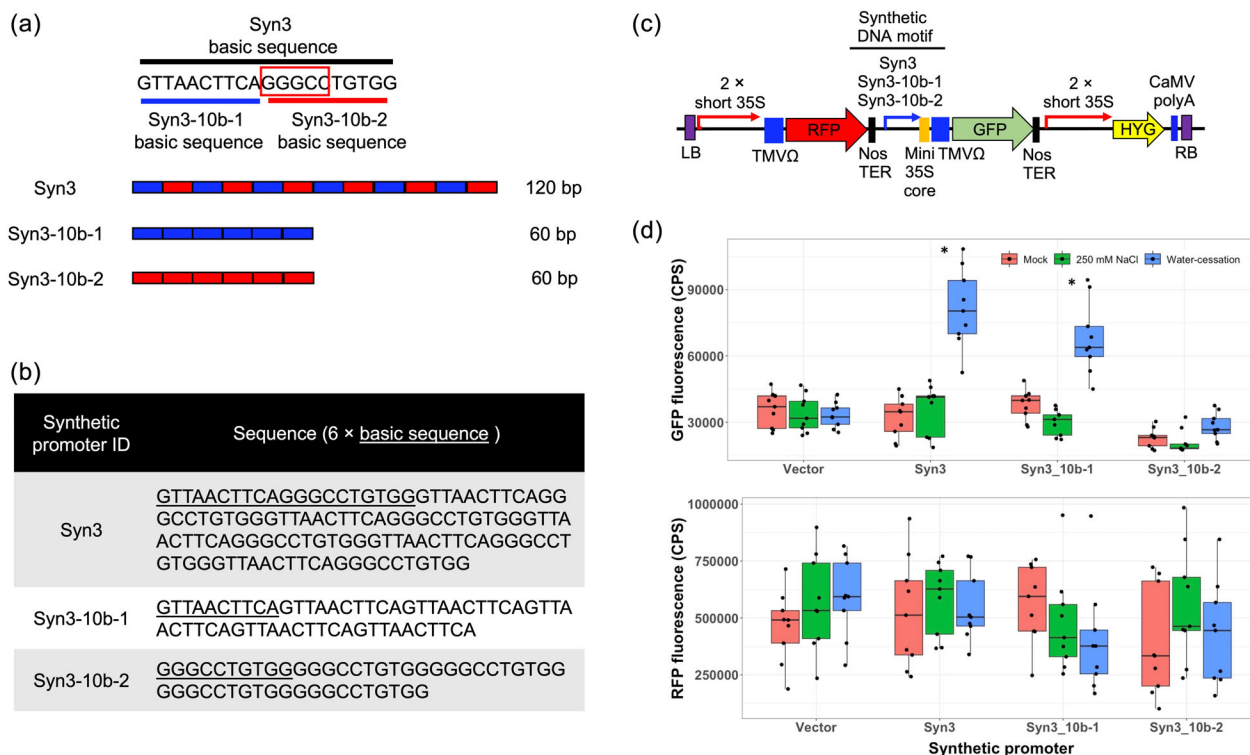 (a)
Syn3
basic sequence
GTTAACTTCAGGGCCTGTGG
Syn3-10b-1
basic sequence
Syn3-10b-2
basic sequence
Syn3
120 bp
Syn3-10b-1
60 bp
Syn3-10b-2
60 bp
(b)
Synthetic
promoter ID
Sequence (6 × basic sequence )
Syn3
GTTAACTTCAGGGCCTGTGGGTTAACTTCAGG
GCCTGTGGGTTAACTTCAGGGCCTGTGGGTTA
ACTTCAGGGCCTGTGGGTTAACTTCAGGGCCT
GTGGGTTAACTTCAGGGCCTGTGG
Syn3-10b-1
GTTAACTTCAGTTAACTTCAGTTAACTTCAGTTA
ACTTCAGTTAACTTCAGTTAACTTCA
Syn3-10b-2
GGGCCTGTGGGGGCCTGTGGGGGCCTGTGG
GGGCCTGTGGGGGCCTGTGG
(c)
Synthetic
DNA motif
Syn3
Syn3-10b-1
Syn3-10b-2
2 ×
short 35S
2 ×
short 35S
CaMV
polyA
RFP
GFP
HYG
LB
TMVΩ
Nos
TER
Mini
35S
core
TMVΩ
Nos
TER
RB
(d)
GFP fluorescence (CPS)
90000
60000
30000
* *
Mock
250 mM NaCl
Water-cessation
Vector
Syn3
Syn3_10b-1
Syn3_10b-2
RFP fluorescence (CPS)
1000000
750000
500000
250000
Vector
Syn3
Syn3_10b-1
Syn3_10b-2
Synthetic promoter